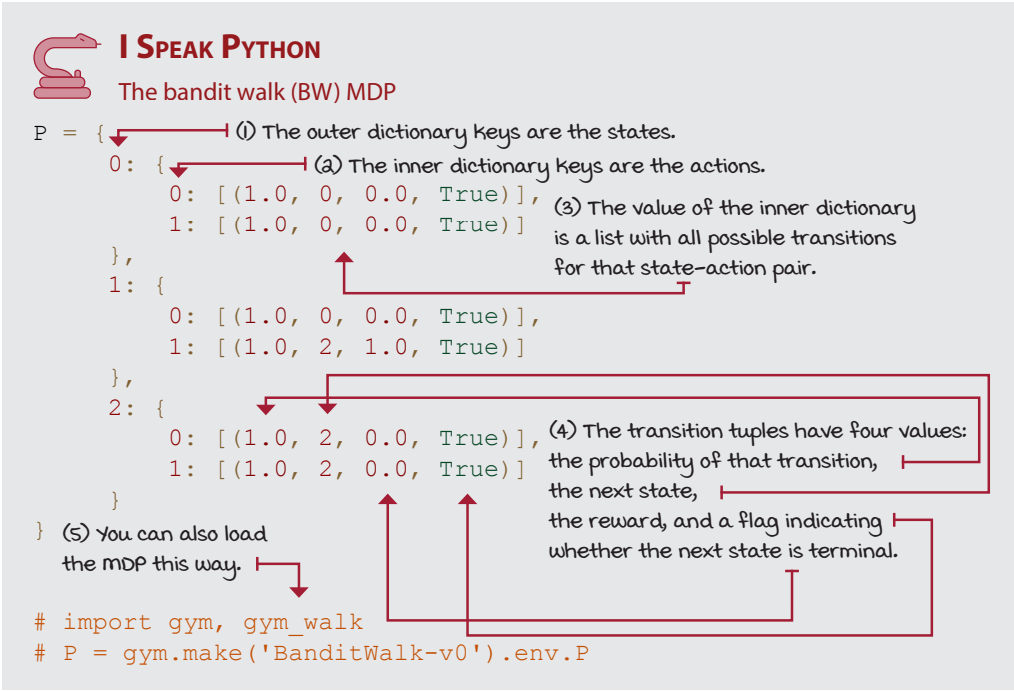 I SPEAK PYTHON
The bandit walk (BW) MDP
P = {
(1) The outer dictionary keys are the states.
0: {
(2) The inner dictionary keys are the actions.
0: [(1.0, 0, 0.0, True)],
1: [(1.0, 0, 0.0, True)]
(3) The value of the inner dictionary
is a list with all possible transitions
for that state-action pair.
},
1: {
0: [(1.0, 0, 0.0, True)],
1: [(1.0, 2, 1.0, True)]
},
2: {
0: [(1.0, 2, 0.0, True)],
1: [(1.0, 2, 0.0, True)]
(4) The transition tuples have four values:
the probability of that transition,
the next state,
the reward, and a flag indicating
whether the next state is terminal.
}
}
(5) You can also load
the MDP this way.
# import gym, gym_walk
# P = gym.make('BanditWalk-v0').env.P